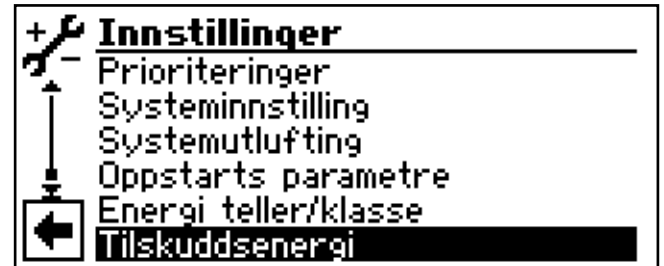 Innstillinger
Prioriteringer
Systeminnstilling
Systemutlufting
Oppstarts parametre
Energi teller/klasse
Tilskuddsenergi